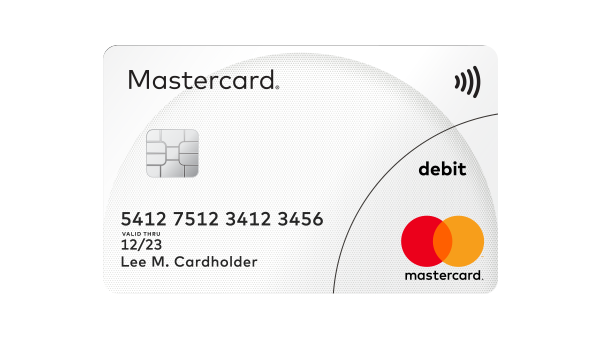 Mastercard®
debit
5412 7512 3412 3456
VALID THRU
12/23
Lee M. Cardholder
mastercard.